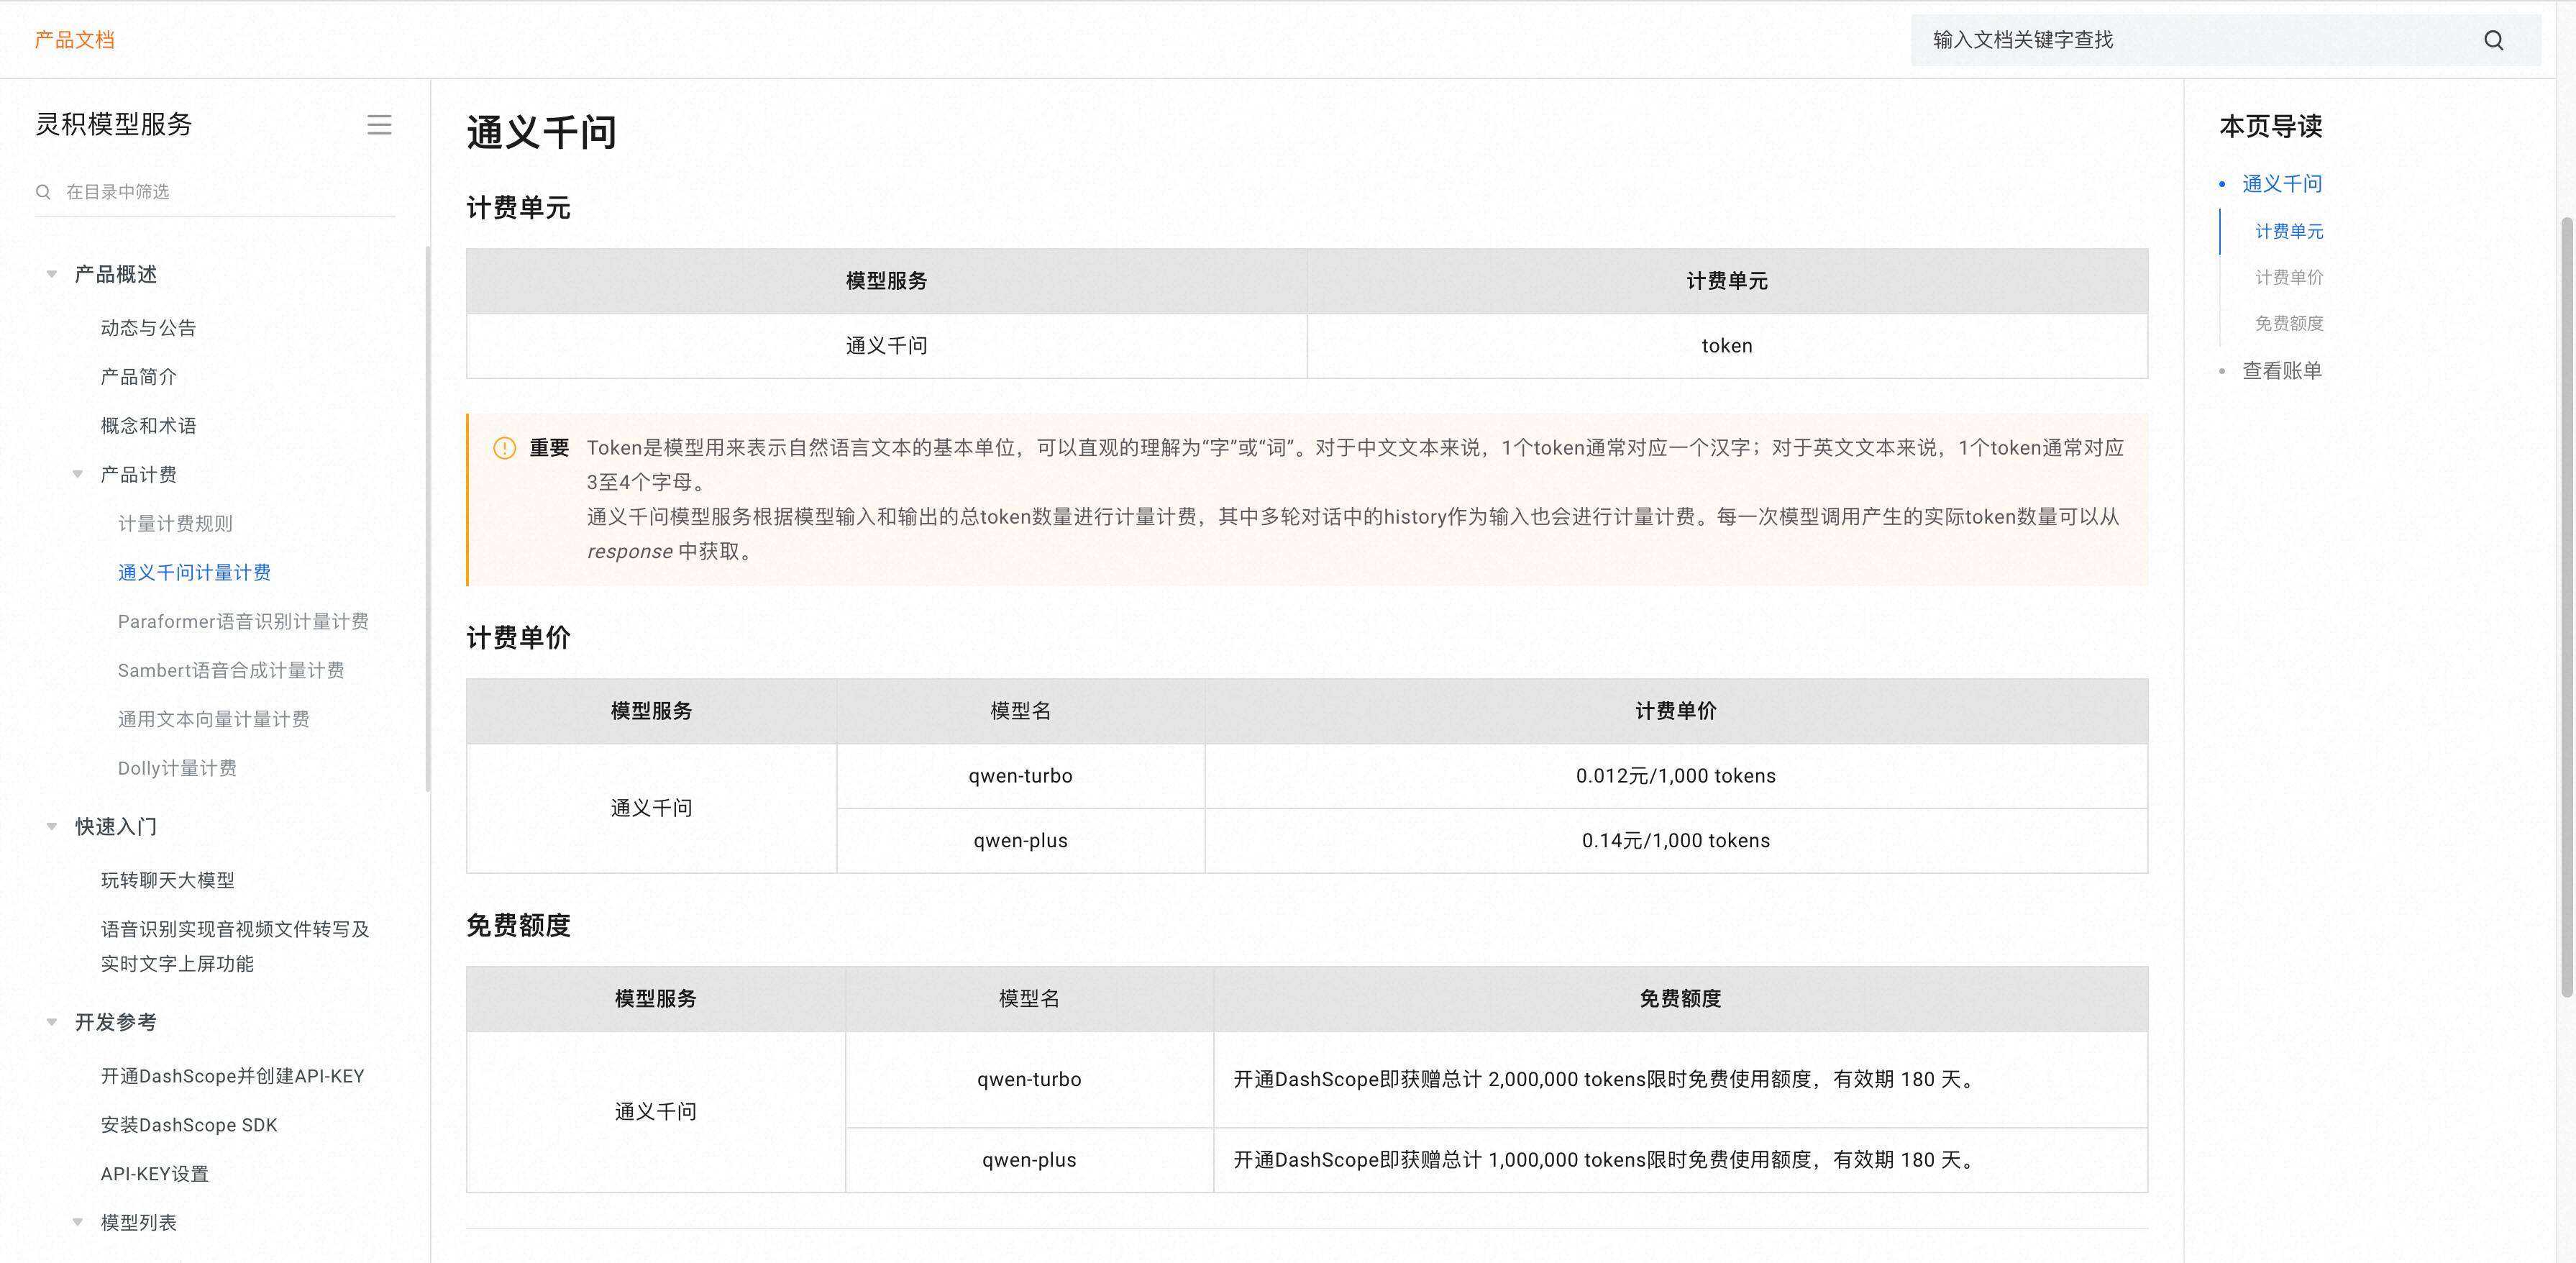 产品文档
输入文档关键字查找
灵积模型服务
在目录中筛选
产品概述
动态与公告
产品简介
概念和术语
产品计费
计量计费规则
通义千问计量计费
Paraformer语音识别计量计费
Sambert语音合成计量计费
通用文本向量计量计费
Dolly计量计费
快速入门
玩转聊天大模型
语音识别实现音视频文件转写及
实时文字上屏功能
开发参考
开通DashScope并创建API-KEY
安装DashScope SDK
API-KEY设置
模型列表
通义千问
计费单元
模型服务 计费单元
通义千问 token
重要 Token是模型用来表示自然语言文本的基本单位，可以直观的理解为“字”或“词”。对于中文文本来说，1个token通常对应一个汉字；对于英文文本来说，1个token通常对应
3至4个字母。
通义千问模型服务根据模型输入和输出的总token数量进行计量计费，其中多轮对话中的history作为输入也会进行计量计费。每一次模型调用产生的实际token数量可以从
response 中获取。
计费单价
模型服务 模型名 计费单价
通义千问
qwen-turbo 0.012元/1,000 tokens
qwen-plus 0.14元/1,000 tokens
免费额度
模型服务 模型名 免费额度
通义千问
qwen-turbo 开通DashScope即获赠总计 2,000,000 tokens限时免费使用额度，有效期 180 天。
qwen-plus 开通DashScope即获赠总计 1,000,000 tokens限时免费使用额度，有效期 180 天。
本页导读
通义千问
计费单元
计费单价
免费额度
查看账单